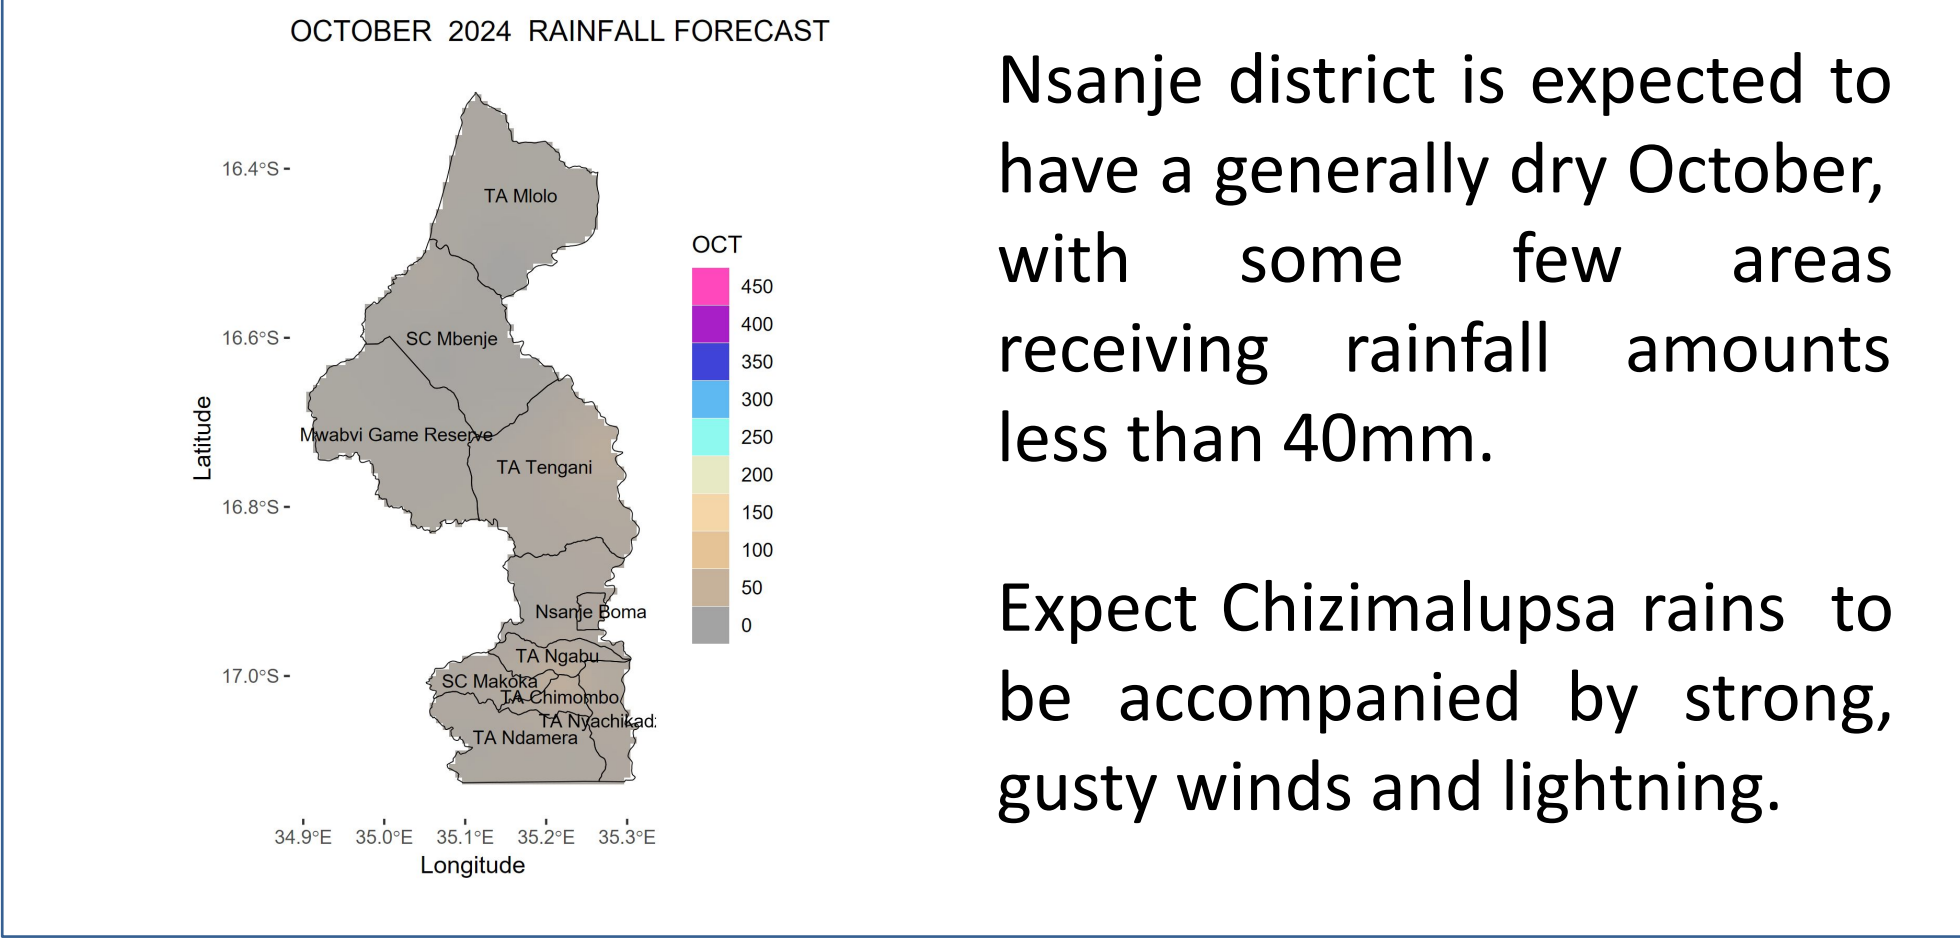 OCTOBER 2024 RAINFALL FORECAST
16.4°S
16.6°S
16.8°S
17.0°S
Latitude
TA Mlolo
SC Mbenje
Mwabvi Game Reserve
TA Tengani
Nsanje Boma
TA Ngabu
SC Makoka
TA Chimombo
TA Nyachikad
TA Ndamera
34.9°E 35.0°E 35.1°E 35.2°E 35.3°E
Longitude
OCT
450
400
350
300
250
200
150
100
50
0
Nsanje district is expected to
have a generally dry October,
with some few areas
receiving rainfall amounts
less than 40mm.
Expect Chizimalupsa rains to
be accompanied by strong,
gusty winds and lightning.